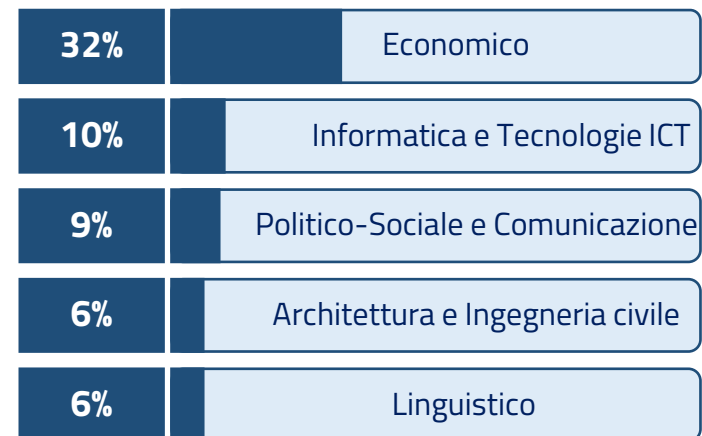 32% Economico
10% Informatica e Tecnologie ICT
9% Politico-Sociale e Comunicazione
6% Architettura e Ingegneria civile
6% Linguistico